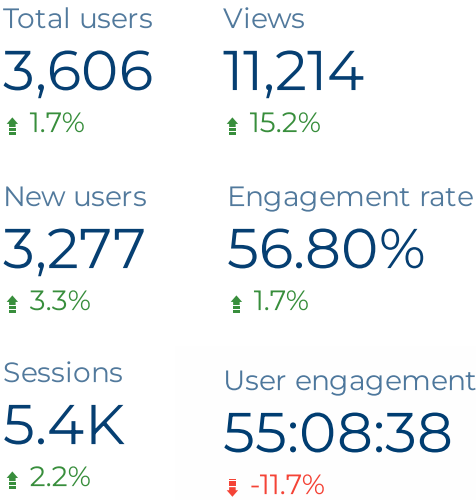 Total users
3,606
1.7%
Views
11,214
15.2%
New users
3,277
3.3%
Engagement rate
56.80%
1.7%
Sessions
5.4K
2.2%
User engagement
55:08:38
-11.7%